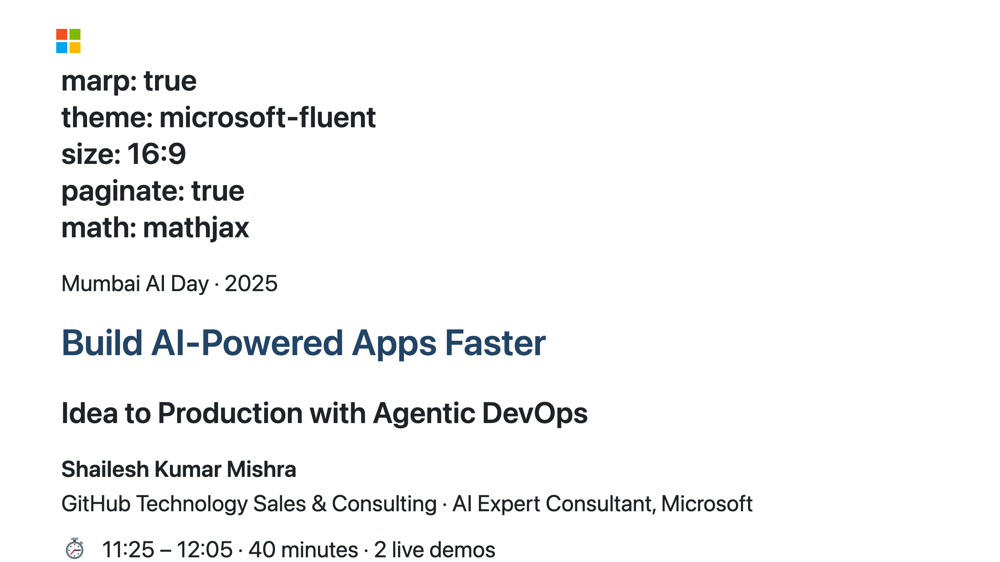 marp: true
theme: microsoft-fluent
size: 16:9
paginate: true
math: mathjax
Mumbai AI Day · 2025
Build AI-Powered Apps Faster
Idea to Production with Agentic DevOps
Shailesh Kumar Mishra
GitHub Technology Sales & Consulting · AI Expert Consultant, Microsoft
11:25 – 12:05 · 40 minutes · 2 live demos